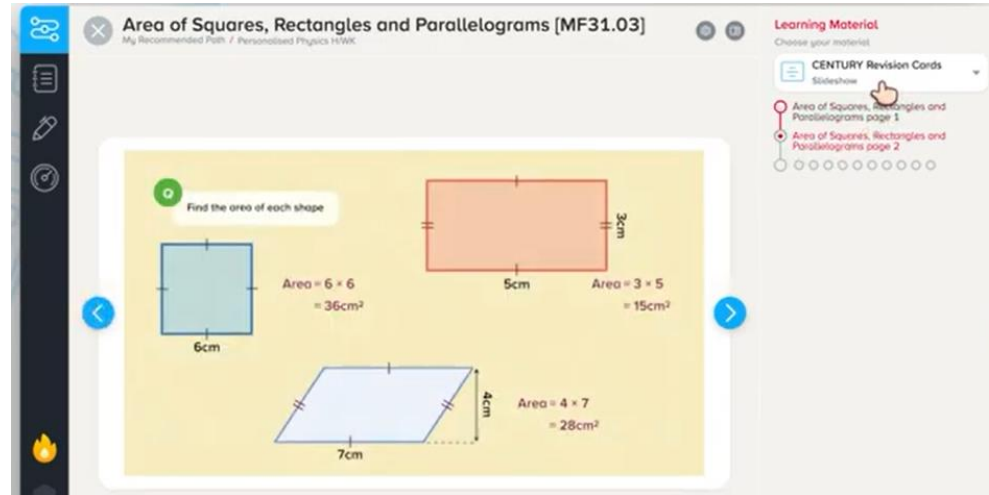 Area of Squares, Rectangles and Parallelograms [MF31.03]
My Recommended Path / Personalised Physics H/WK
Learning Material
Choose your material
CENTURY Revision Cards
Slideshow
Area of Squares, Rectangles and
Parallelograms page 1
Area of Squares, Rectangles and
Parallelograms page 2
Q
Find the area of each shape
6cm
Area = 6 × 6
= 36cm²
3cm
5cm
Area = 3 × 5
= 15cm²
4cm
7cm
Area = 4 × 7
= 28cm²